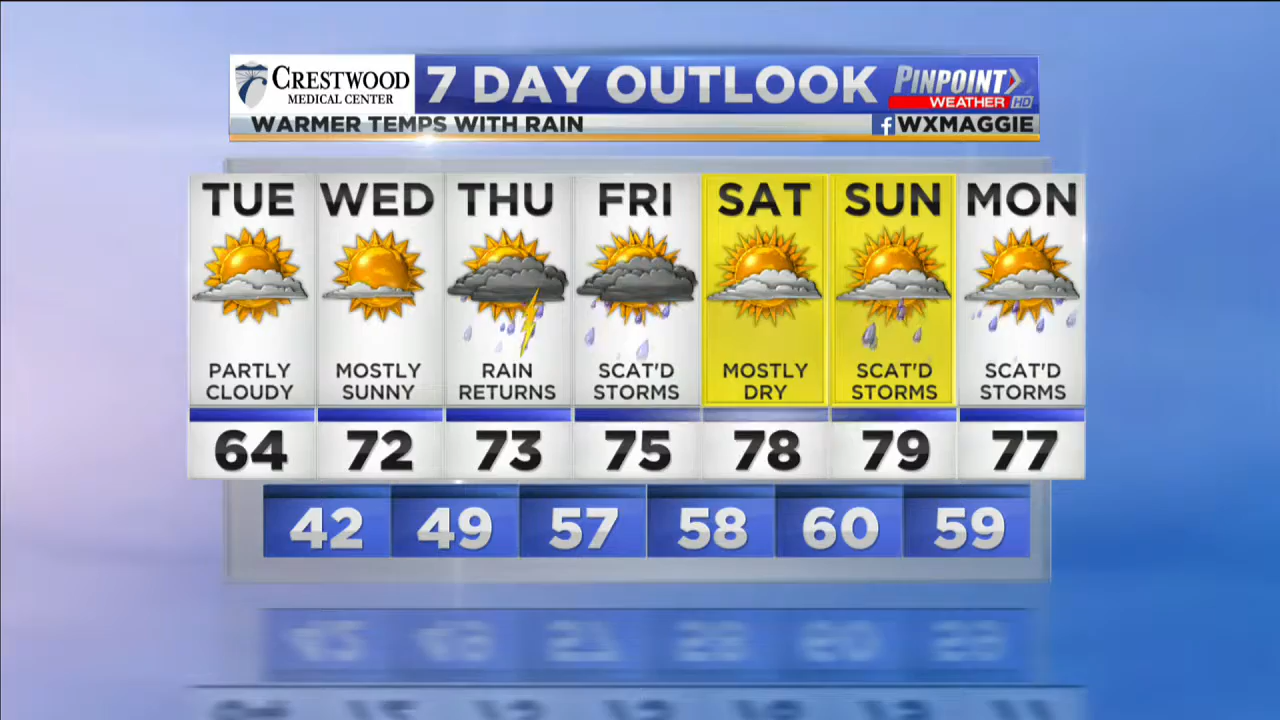 CRESTWOOD
MEDICAL CENTER
7 DAY OUTLOOK
PINPOINT
WEATHER HD
WARMER TEMPS WITH RAIN
f WXMAGGIE
TUE WED THU FRI SAT SUN MON
PARTLY CLOUDY
MOSTLY SUNNY
RAIN RETURNS
SCAT'D STORMS
MOSTLY DRY
SCAT'D STORMS
SCAT'D STORMS
64 72 73 75 78 79 77
42 49 57 58 60 59